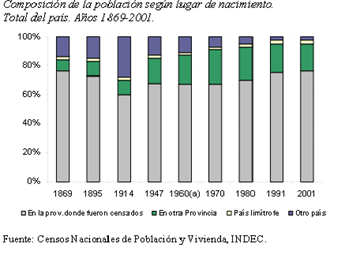 Composición de la población según lugar de nacimiento.
Total del país. Años 1869-2001.
100%
80%
60%
40%
20%
0%
1869 1895 1914 1947 1960(a) 1970 1980 1991 2001
En la prov. donde fueron censados En otra Provincia País limítrofe Otro país
Fuente: Censos Nacionales de Población y Vivienda, INDEC.